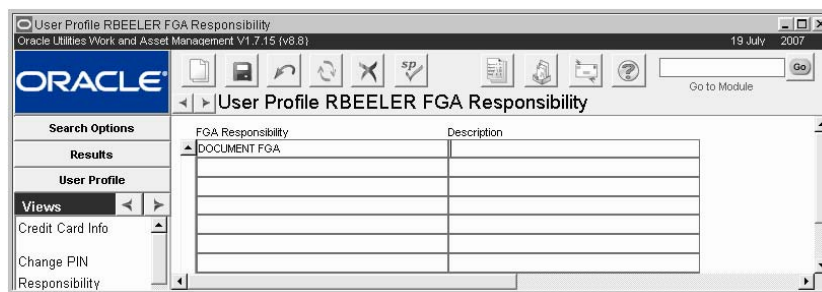 User Profile RBEELER FGA Responsibility
Oracle Utilities Work and Asset Management V1.7.15 (v8.8) 19 July 2007
ORACLE
sp
Go
Go to Module
User Profile RBEELER FGA Responsibility
Search Options
Results
User Profile
Views
Credit Card Info
Change PIN
Responsibility
FGA Responsibility Description
DOCUMENT FGA